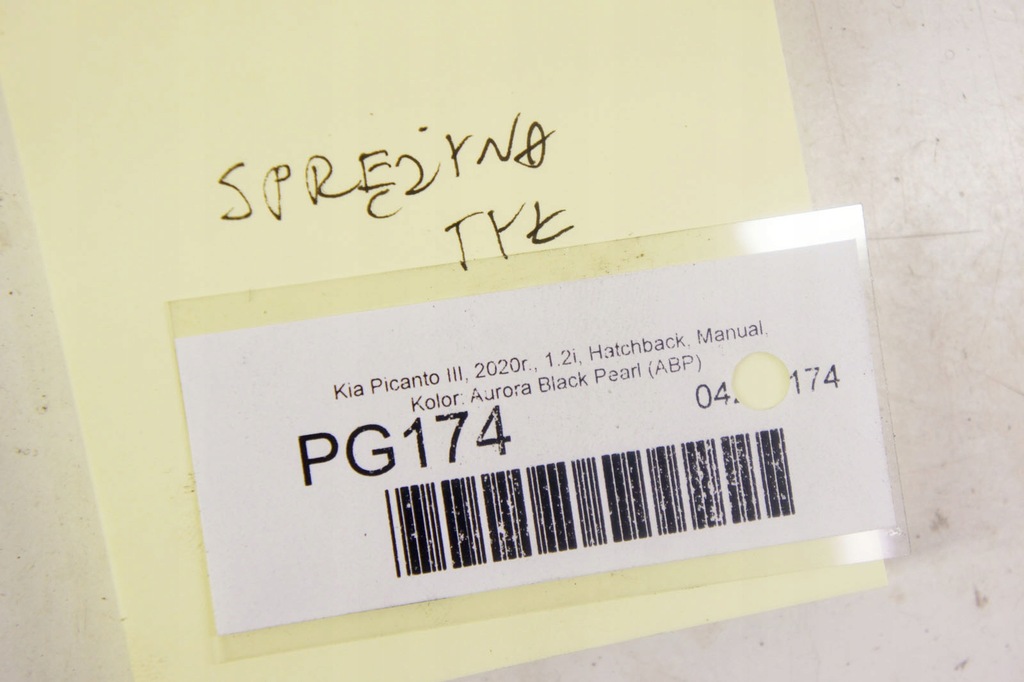 SPRĘŻYNA
TYŁ
Kia Picanto III, 2020r., 1.2i, Hatchback, Manual,
Kolor: Aurora Black Pearl (ABP)
PG174
174